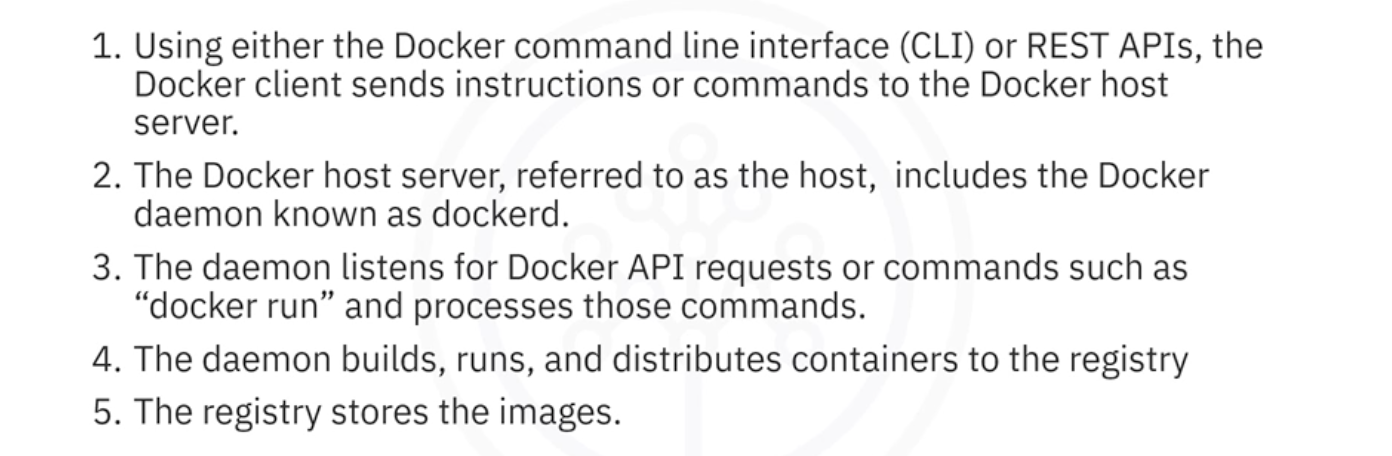 1. Using either the Docker command line interface (CLI) or REST APIs, the
Docker client sends instructions or commands to the Docker host
server.
2. The Docker host server, referred to as the host,  includes the Docker
daemon known as dockerd.
3. The daemon listens for Docker API requests or commands such as
“docker run” and processes those commands.
4. The daemon builds, runs, and distributes containers to the registry
5. The registry stores the images.